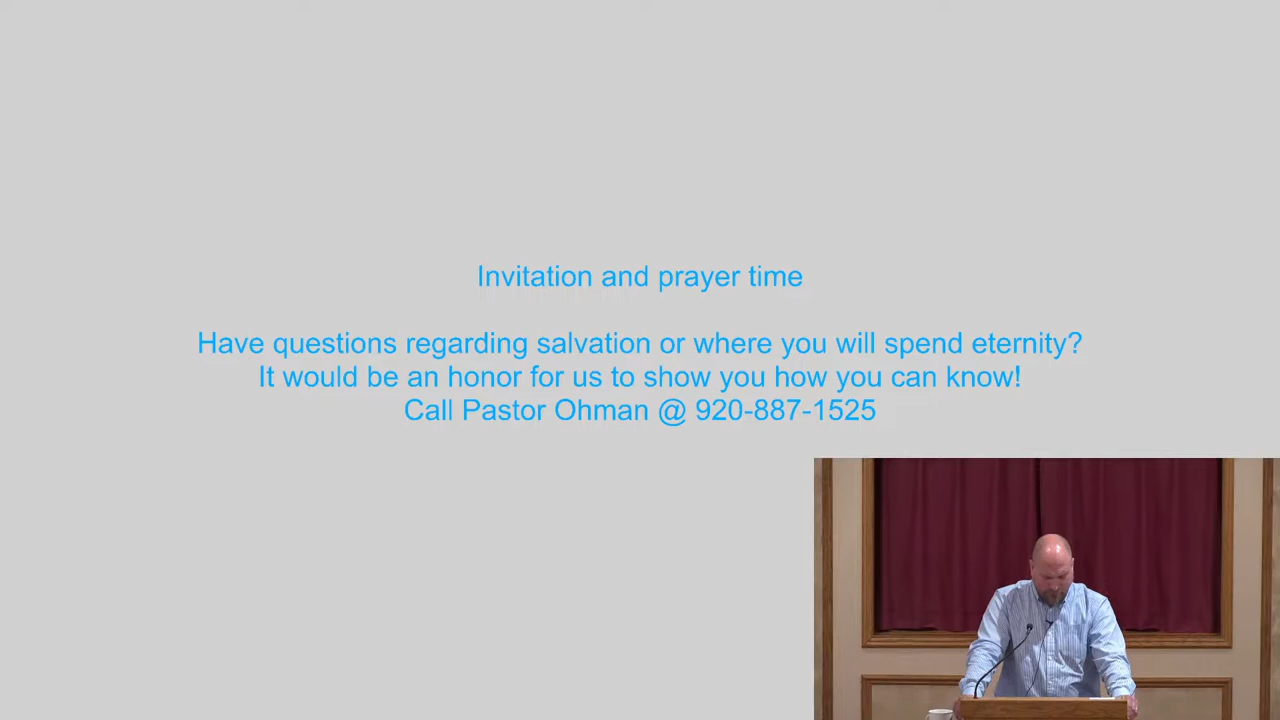 Invitation and prayer time
Have questions regarding salvation or where you will spend eternity?
It would be an honor for us to show you how you can know!
Call Pastor Ohman @ 920-887-1525